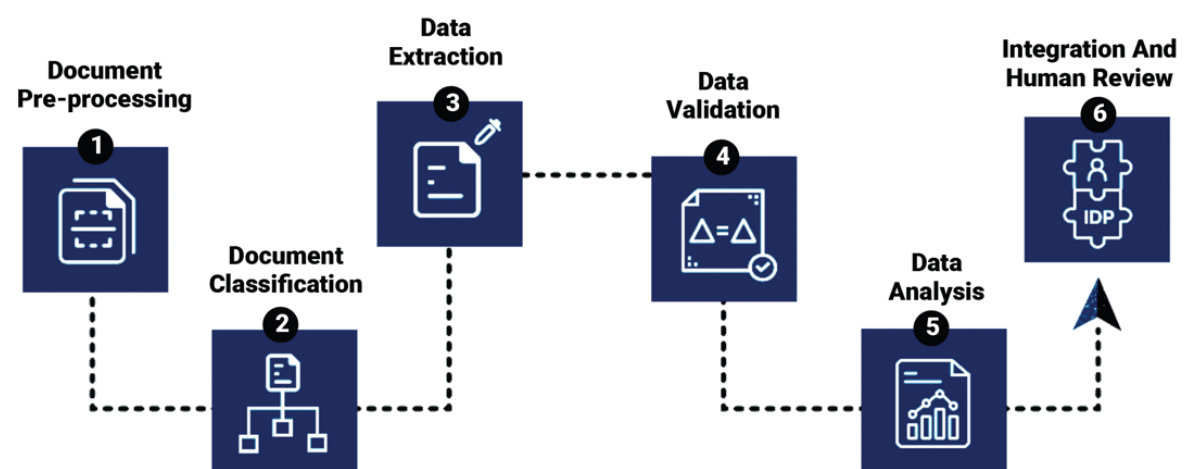 Document
Pre-processing
1
Document
Classification
2
Data
Extraction
3
Data
Validation
4
Δ=Δ
Data
Analysis
5
Integration And
Human Review
6
IDP